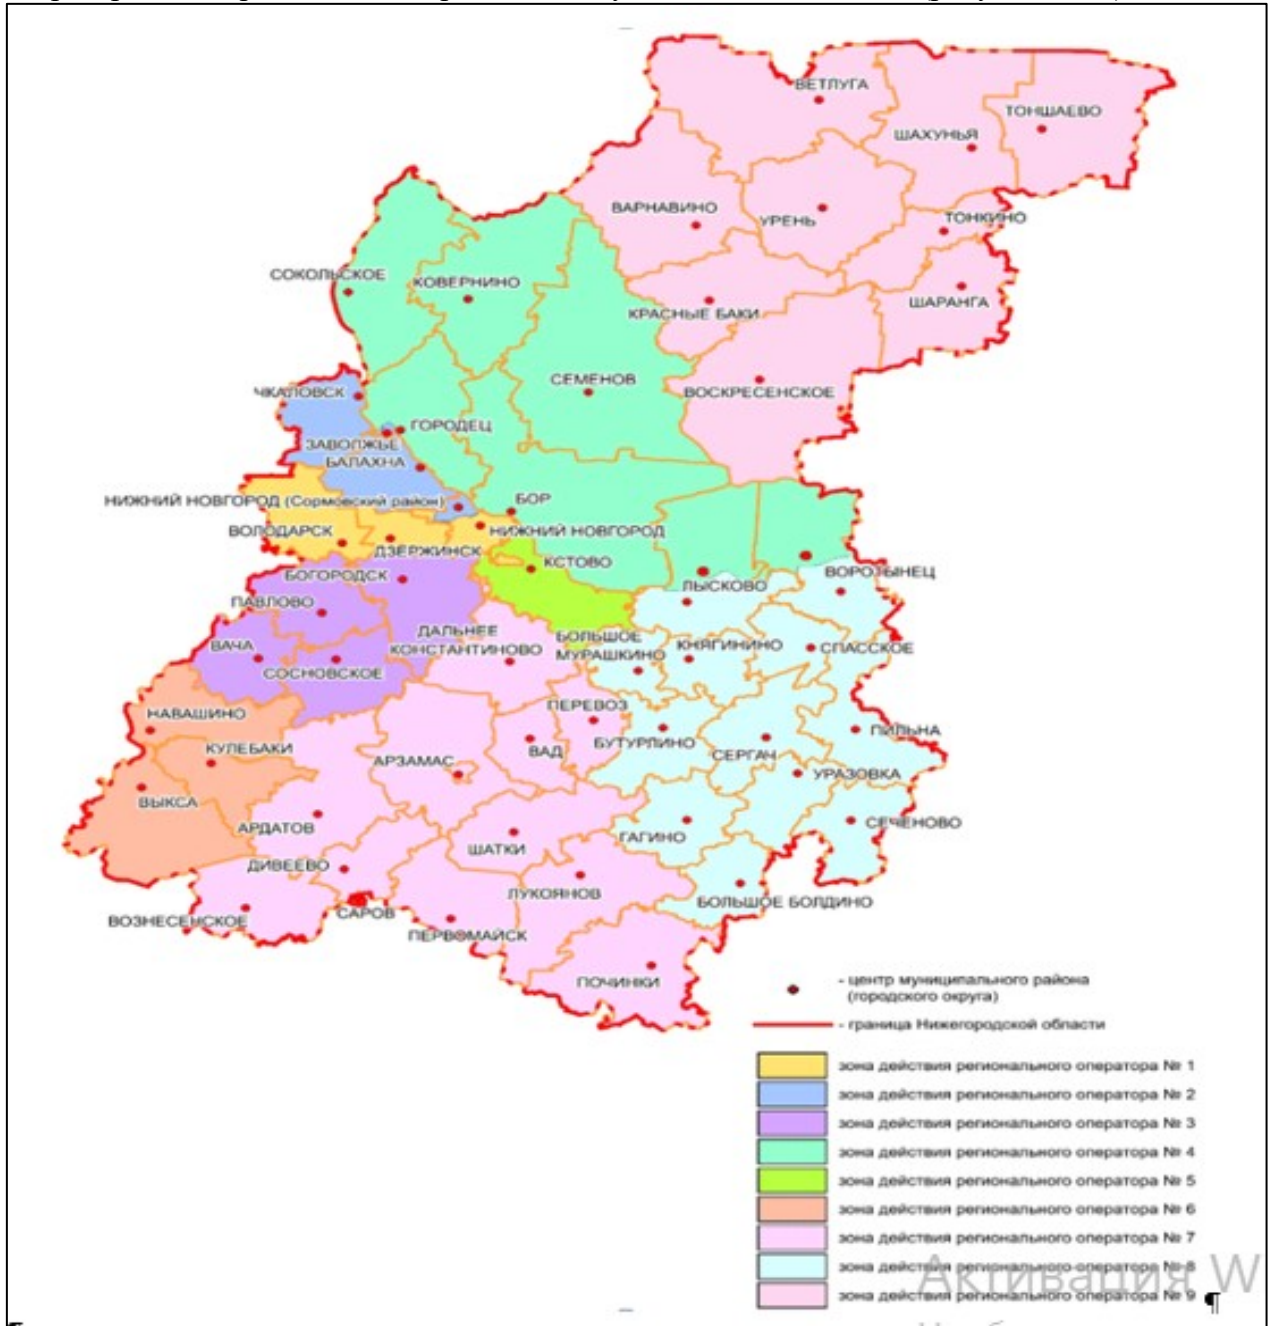 ВЕТЛУГА
ТОНШАЕВО
ШАХУНЬЯ
ВАРНАВИНО
УРЕНЬ
ТОНКИНО
СОКОЛЬСКОЕ
КОВЕРНИНО
ШАРАНГА
КРАСНЫЕ БАКИ
СЕМЕНОВ
ВОСКРЕСЕНСКОЕ
ЧКАЛОВСК
ГОРОДЕЦ
ЗАВОЛЖЬЕ
БАЛАХНА
НИЖНИЙ НОВГОРОД (Сормовский район)
БОР
ВОЛОДАРСК
НИЖНИЙ НОВГОРОД
ДЗЕРЖИНСК
КСТОВО
БОГОРОДСК
ЛЫСКОВО
ВОРОТЫНЕЦ
ПАВЛОВО
ДАЛЬНЕЕ
КОНСТАНТИНОВО
БОЛЬШОЕ
МУРАШКИНО
КНЯГИНИНО
СПАССКОЕ
ВАЧА
СОСНОВСКОЕ
НАВАШИНО
ПЕРЕВОЗ
ПИЛЬНА
КУЛЕБАКИ
АРЗАМАС
ВАД
БУТУРЛИНО
СЕРГАЧ
УРАЗОВКА
ВЫКСА
АРДАТОВ
ШАТКИ
ГАГИНО
СЕЧЕНОВО
ДИВЕЕВО
ЛУКОЯНОВ
БОЛЬШОЕ БОЛДИНО
ВОЗНЕСЕНСКОЕ
САРОВ
ПЕРВОМАЙСК
ПОЧИНКИ
- центр муниципального района
(городского округа)
- граница Нижегородской области
зона действия регионального оператора № 1
зона действия регионального оператора № 2
зона действия регионального оператора № 3
зона действия регионального оператора № 4
зона действия регионального оператора № 5
зона действия регионального оператора № 6
зона действия регионального оператора № 7
зона действия регионального оператора № 8
зона действия регионального оператора № 9
Активация W
¶